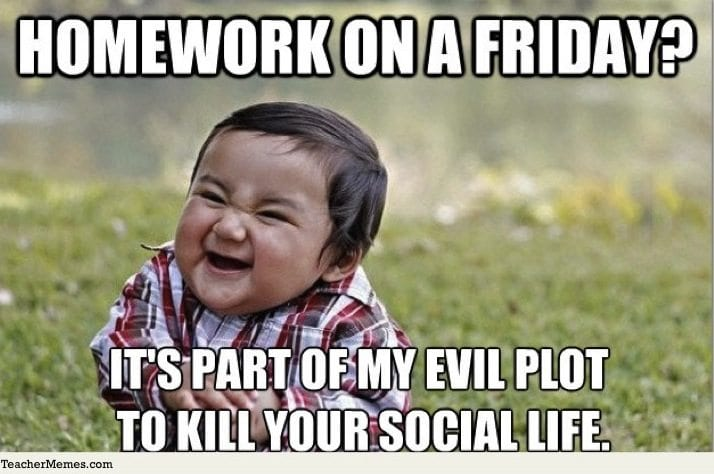 HOMEWORK ON A FRIDAY?
IT'S PART OF MY EVIL PLOT
TO KILL YOUR SOCIAL LIFE.
TeacherMemes.com